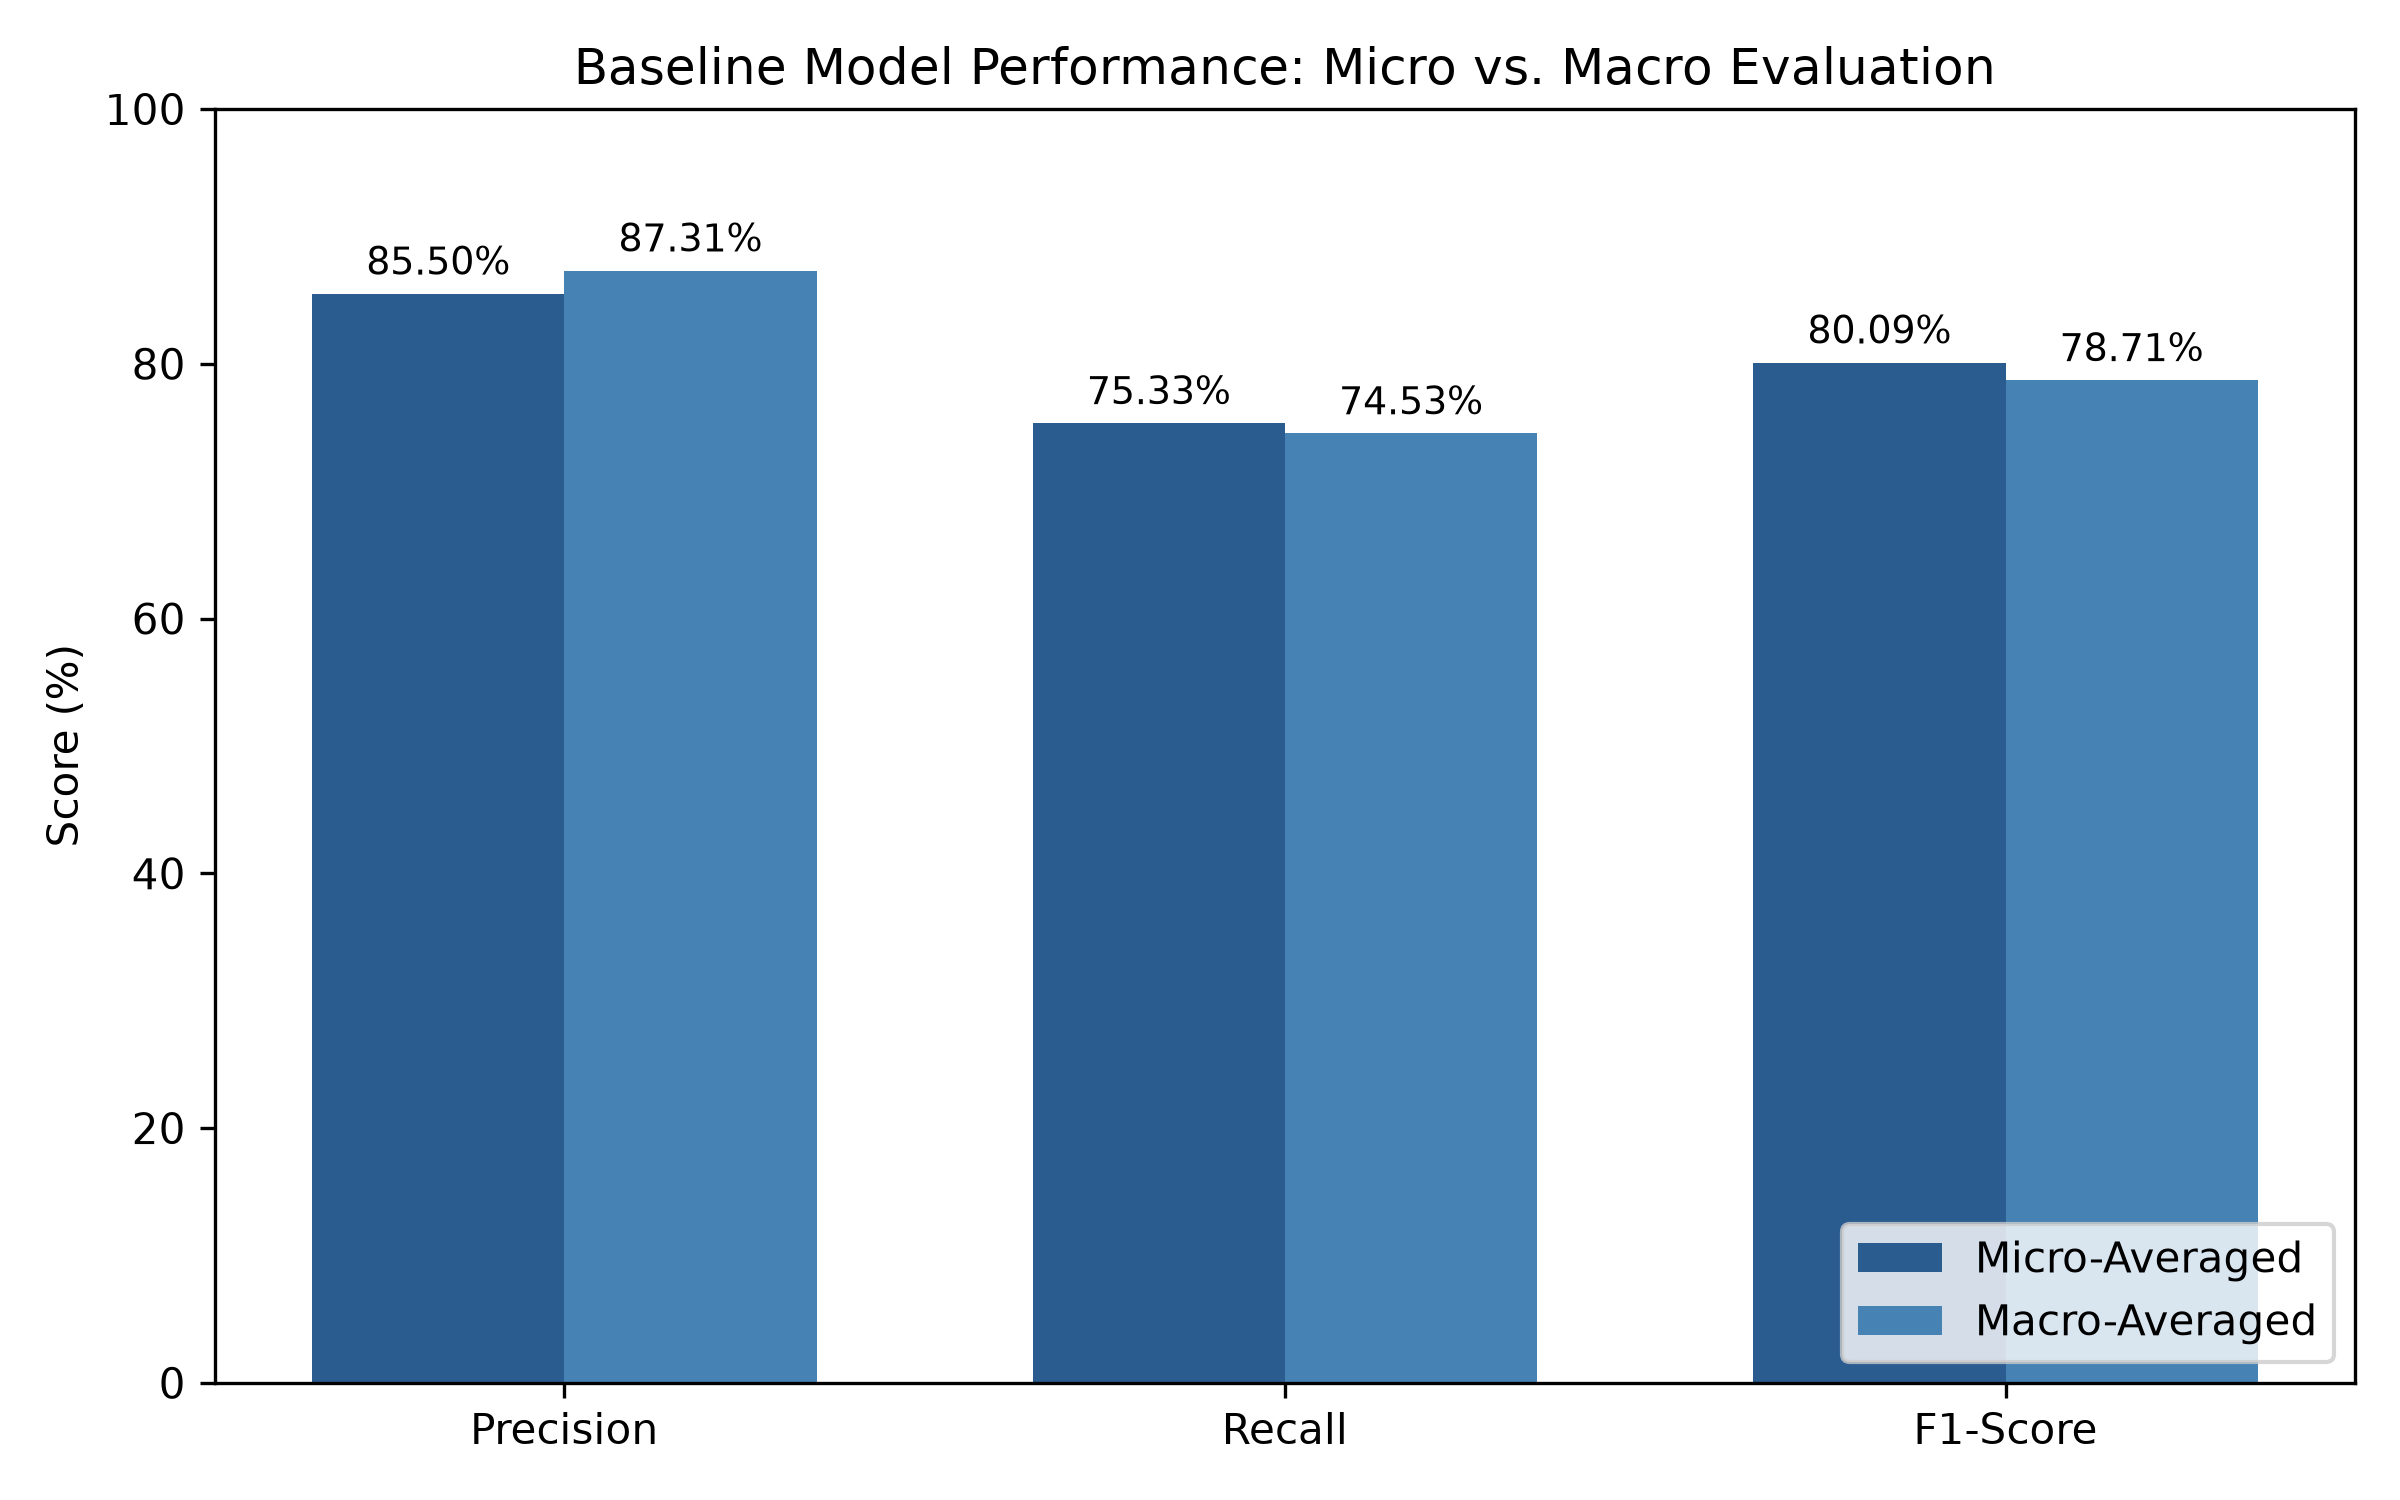 Baseline Model Performance: Micro vs. Macro Evaluation
Score (%)
100
80
60
40
20
0
85.50%
87.31%
75.33%
74.53%
80.09%
78.71%
Precision
Recall
F1-Score
Micro-Averaged
Macro-Averaged